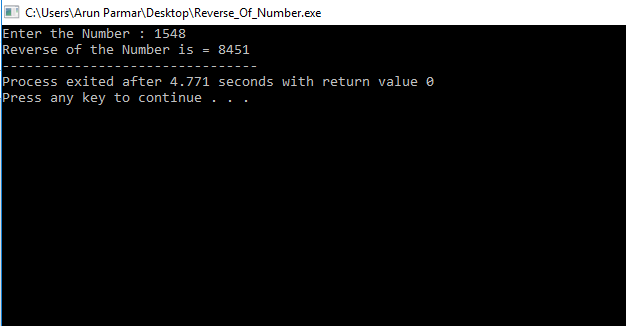 C:\Users\Arun Parmar\Desktop\Reverse_Of_Number.exe
Enter the Number : 1548
Reverse of the Number is = 8451
--------------------------------
Process exited after 4.771 seconds with return value 0
Press any key to continue . . .